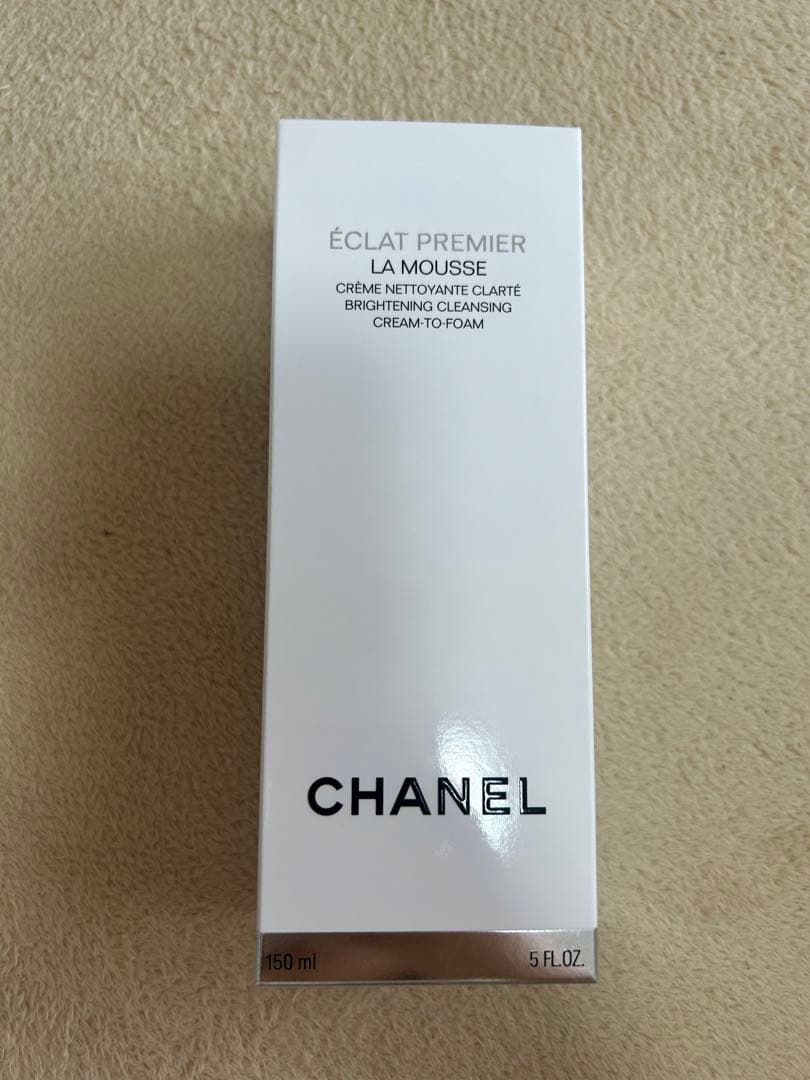 ÉCLAT PREMIER
LA MOUSSE
CRÈME NETTOYANTE CLARTÉ
BRIGHTENING CLEANSING
CREAM-TO-FOAM
CHANEL
150 ml 5 FL.OZ.